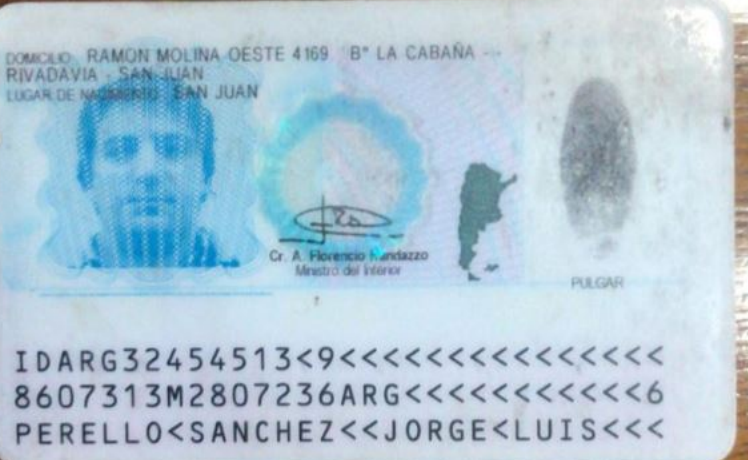 DOMICILIO: RAMON MOLINA OESTE 4169 B° LA CABAÑA --
RIVADAVIA - SAN JUAN
LUGAR DE NACIMIENTO: SAN JUAN
Cr. A. Florencio Randazzo
Ministro del Interior
PULGAR
IDARG32454513<9<<<<<<<<<<<<<<<
8607313M2807236ARG<<<<<<<<<<<6
PERELLO<SANCHEZ<<JORGE<LUIS<<<